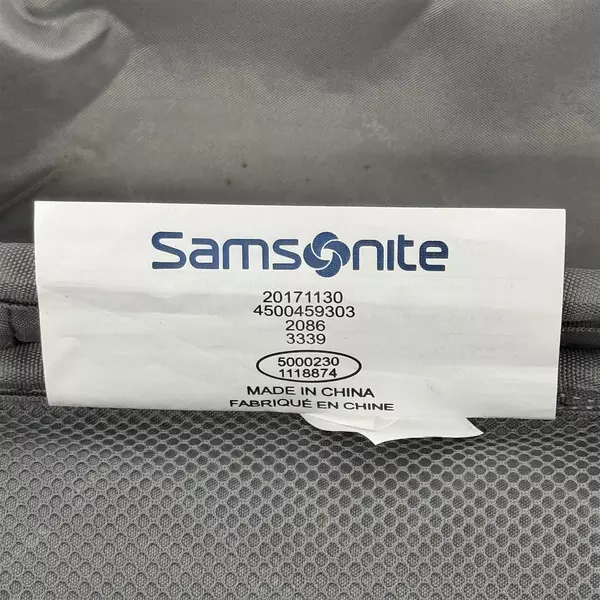 Samsonite
20171130
4500459303
2086
3339
5000230
1118874
MADE IN CHINA
FABRIQUÉ EN CHINE